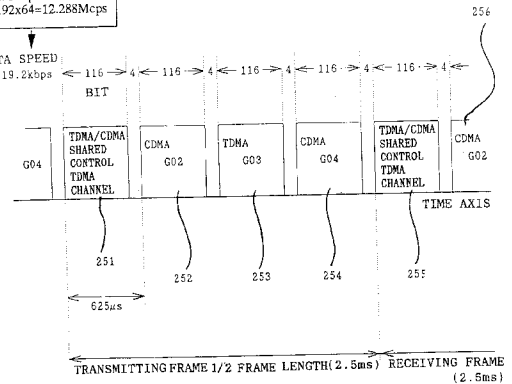 92x64=12.288Mcps
256
TA SPEED
19.2kbps
116 4 116 4 116 4 116 4 116 4
BIT
G04
TDMA/CDMA
SHARED
CONTROL
TDMA
CHANNEL
CDMA
G02
TDMA
G03
CDMA
G04
TDMA/CDMA
SHARED
CONTROL
TDMA
CHANNEL
CDMA
G02
TIME AXIS
251
252
253
254
255
625μs
TRANSMITTING FRAME 1/2 FRAME LENGTH(2.5ms)
RECEIVING FRAME
(2.5ms)